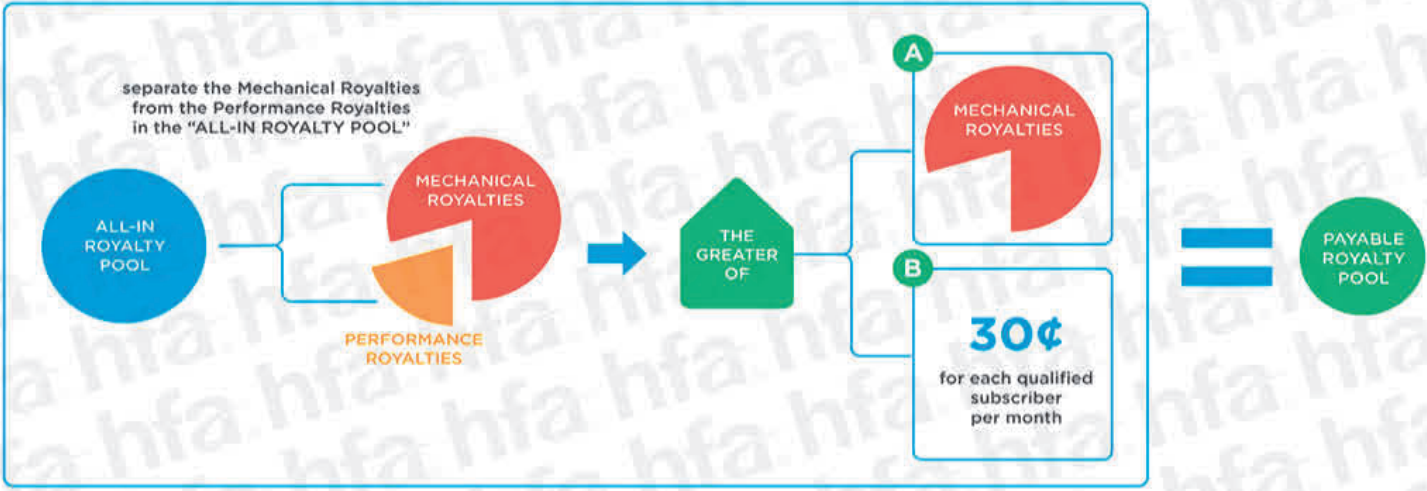 separate the Mechanical Royalties
from the Performance Royalties
in the "ALL-IN ROYALTY POOL"
ALL-IN
ROYALTY
POOL
MECHANICAL
ROYALTIES
PERFORMANCE
ROYALTIES
THE
GREATER
OF
A
MECHANICAL
ROYALTIES
B
30¢
for each qualified
subscriber
per month
PAYABLE
ROYALTY
POOL